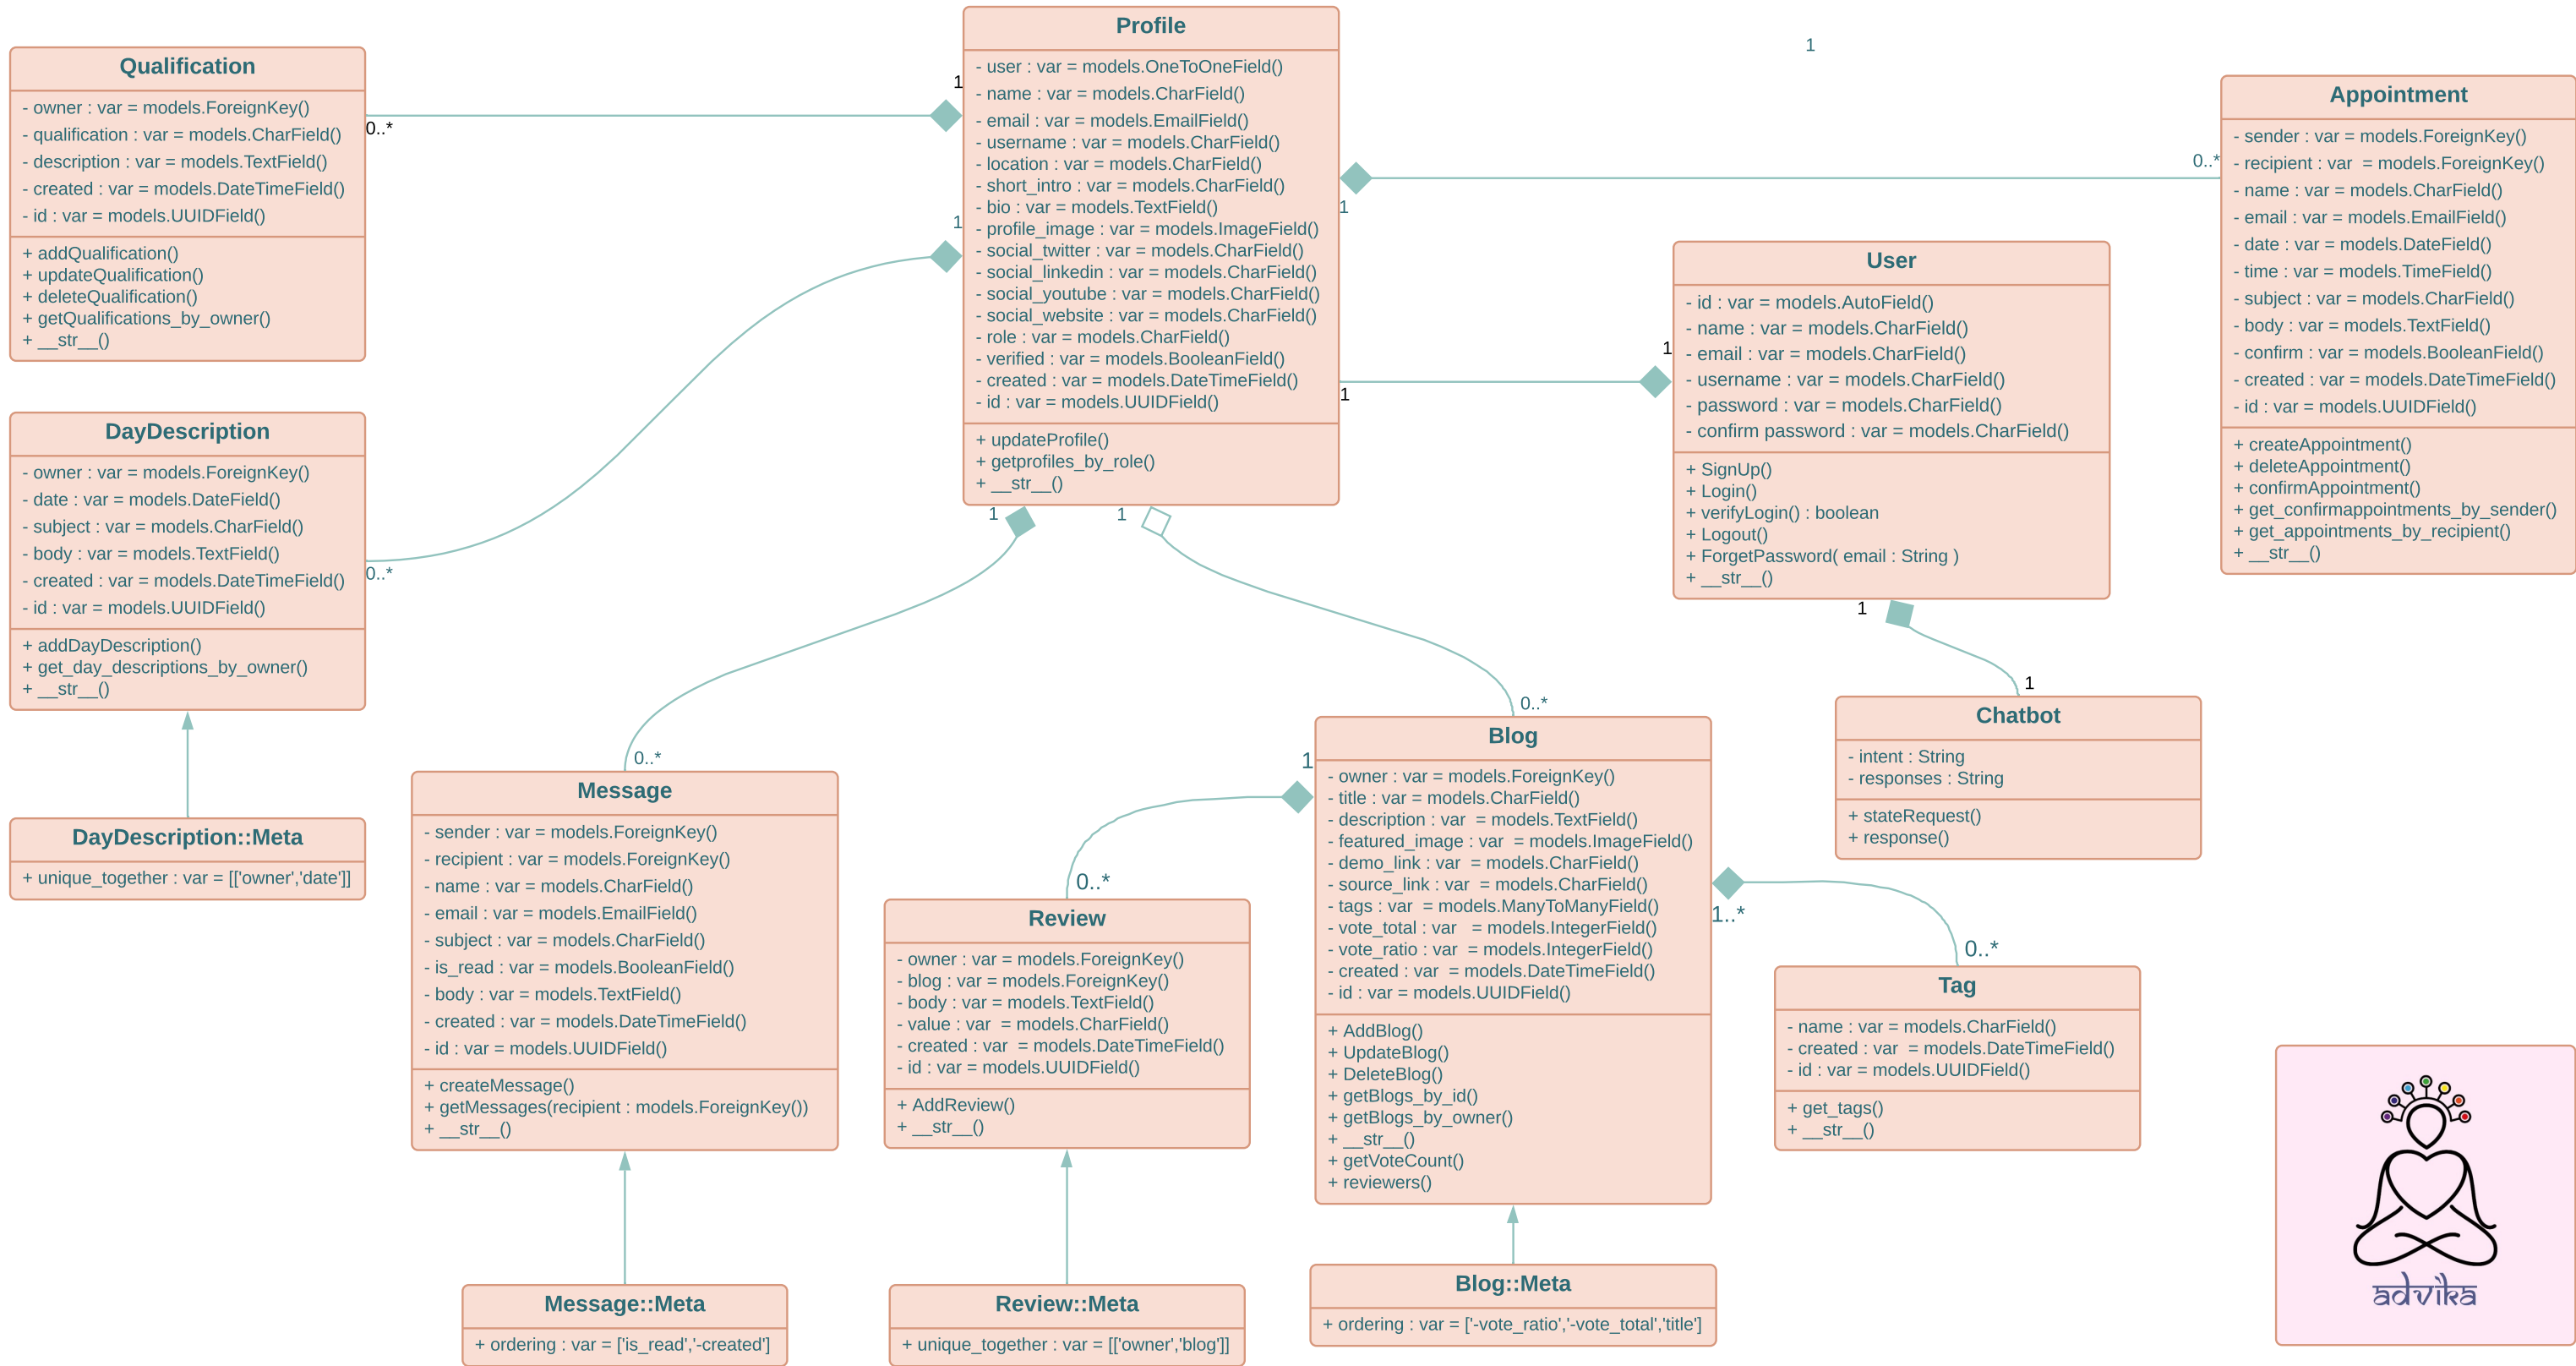 Qualification
- owner : var = models.ForeignKey()
- qualification : var = models.CharField()
- description : var = models.TextField()
- created : var = models.DateTimeField()
- id : var = models.UUIDField()
+ addQualification()
+ updateQualification()
+ deleteQualification()
+ getQualifications_by_owner()
+ __str__()
0..*
1
DayDescription
- owner : var = models.ForeignKey()
- date : var = models.DateField()
- subject : var = models.CharField()
- body : var = models.TextField()
- created : var = models.DateTimeField()
- id : var = models.UUIDField()
+ addDayDescription()
+ get_day_descriptions_by_owner()
+ __str__()
0..*
1
DayDescription::Meta
+ unique_together : var = [['owner','date']]
Profile
- user : var = models.OneToOneField()
- name : var = models.CharField()
- email : var = models.EmailField()
- username : var = models.CharField()
- location : var = models.CharField()
- short_intro : var = models.CharField()
- bio : var = models.TextField()
- profile_image : var = models.ImageField()
- social_twitter : var = models.CharField()
- social_linkedin : var = models.CharField()
- social_youtube : var = models.CharField()
- social_website : var = models.CharField()
- role : var = models.CharField()
- verified : var = models.BooleanField()
- created : var = models.DateTimeField()
- id : var = models.UUIDField()
+ updateProfile()
+ getprofiles_by_role()
+ __str__()
1
1
1
1
1
0..*
Appointment
- sender : var = models.ForeignKey()
- recipient : var  = models.ForeignKey()
- name : var = models.CharField()
- email : var = models.EmailField()
- date : var = models.DateField()
- time : var = models.TimeField()
- subject : var = models.CharField()
- body : var = models.TextField()
- confirm : var = models.BooleanField()
- created : var = models.DateTimeField()
- id : var = models.UUIDField()
+ createAppointment()
+ deleteAppointment()
+ confirmAppointment()
+ get_confirmappointments_by_sender()
+ get_appointments_by_recipient()
+ __str__()
1
User
- id : var = models.AutoField()
- name : var = models.CharField()
- email : var = models.CharField()
- username : var = models.CharField()
- password : var = models.CharField()
- confirm password : var = models.CharField()
+ SignUp()
+ Login()
+ verifyLogin() : boolean
+ Logout()
+ ForgetPassword( email : String )
+ __str__()
1
1
Chatbot
- intent : String
- responses : String
+ stateRequest()
+ response()
0..*
Message
- sender : var = models.ForeignKey()
- recipient : var = models.ForeignKey()
- name : var = models.CharField()
- email : var = models.EmailField()
- subject : var = models.CharField()
- is_read : var = models.BooleanField()
- body : var = models.TextField()
- created : var = models.DateTimeField()
- id : var = models.UUIDField()
+ createMessage()
+ getMessages(recipient : models.ForeignKey())
+ __str__()
Message::Meta
+ ordering : var = ['is_read','-created']
0..*
Review
- owner : var = models.ForeignKey()
- blog : var = models.ForeignKey()
- body : var = models.TextField()
- value : var  = models.CharField()
- created : var  = models.DateTimeField()
- id : var = models.UUIDField()
+ AddReview()
+ __str__()
Review::Meta
+ unique_together : var = [['owner','blog']]
0..*
1
Blog
- owner : var = models.ForeignKey()
- title : var = models.CharField()
- description : var  = models.TextField()
- featured_image : var  = models.ImageField()
- demo_link : var  = models.CharField()
- source_link : var  = models.CharField()
- tags : var  = models.ManyToManyField()
- vote_total : var   = models.IntegerField()
- vote_ratio : var  = models.IntegerField()
- created : var  = models.DateTimeField()
- id : var = models.UUIDField()
+ AddBlog()
+ UpdateBlog()
+ DeleteBlog()
+ getBlogs_by_id()
+ getBlogs_by_owner()
+ __str__()
+ getVoteCount()
+ reviewers()
Blog::Meta
+ ordering : var = ['-vote_ratio','-vote_total','title']
1..*
0..*
Tag
- name : var = models.CharField()
- created : var  = models.DateTimeField()
- id : var = models.UUIDField()
+ get_tags()
+ __str__()
advika